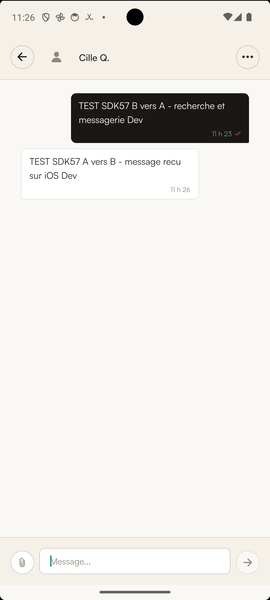 11:26
Cille Q.
TEST SDK57 B vers A - recherche et
messagerie Dev
11 h 23
TEST SDK57 A vers B - message recu
sur iOS Dev
11 h 26
Message...